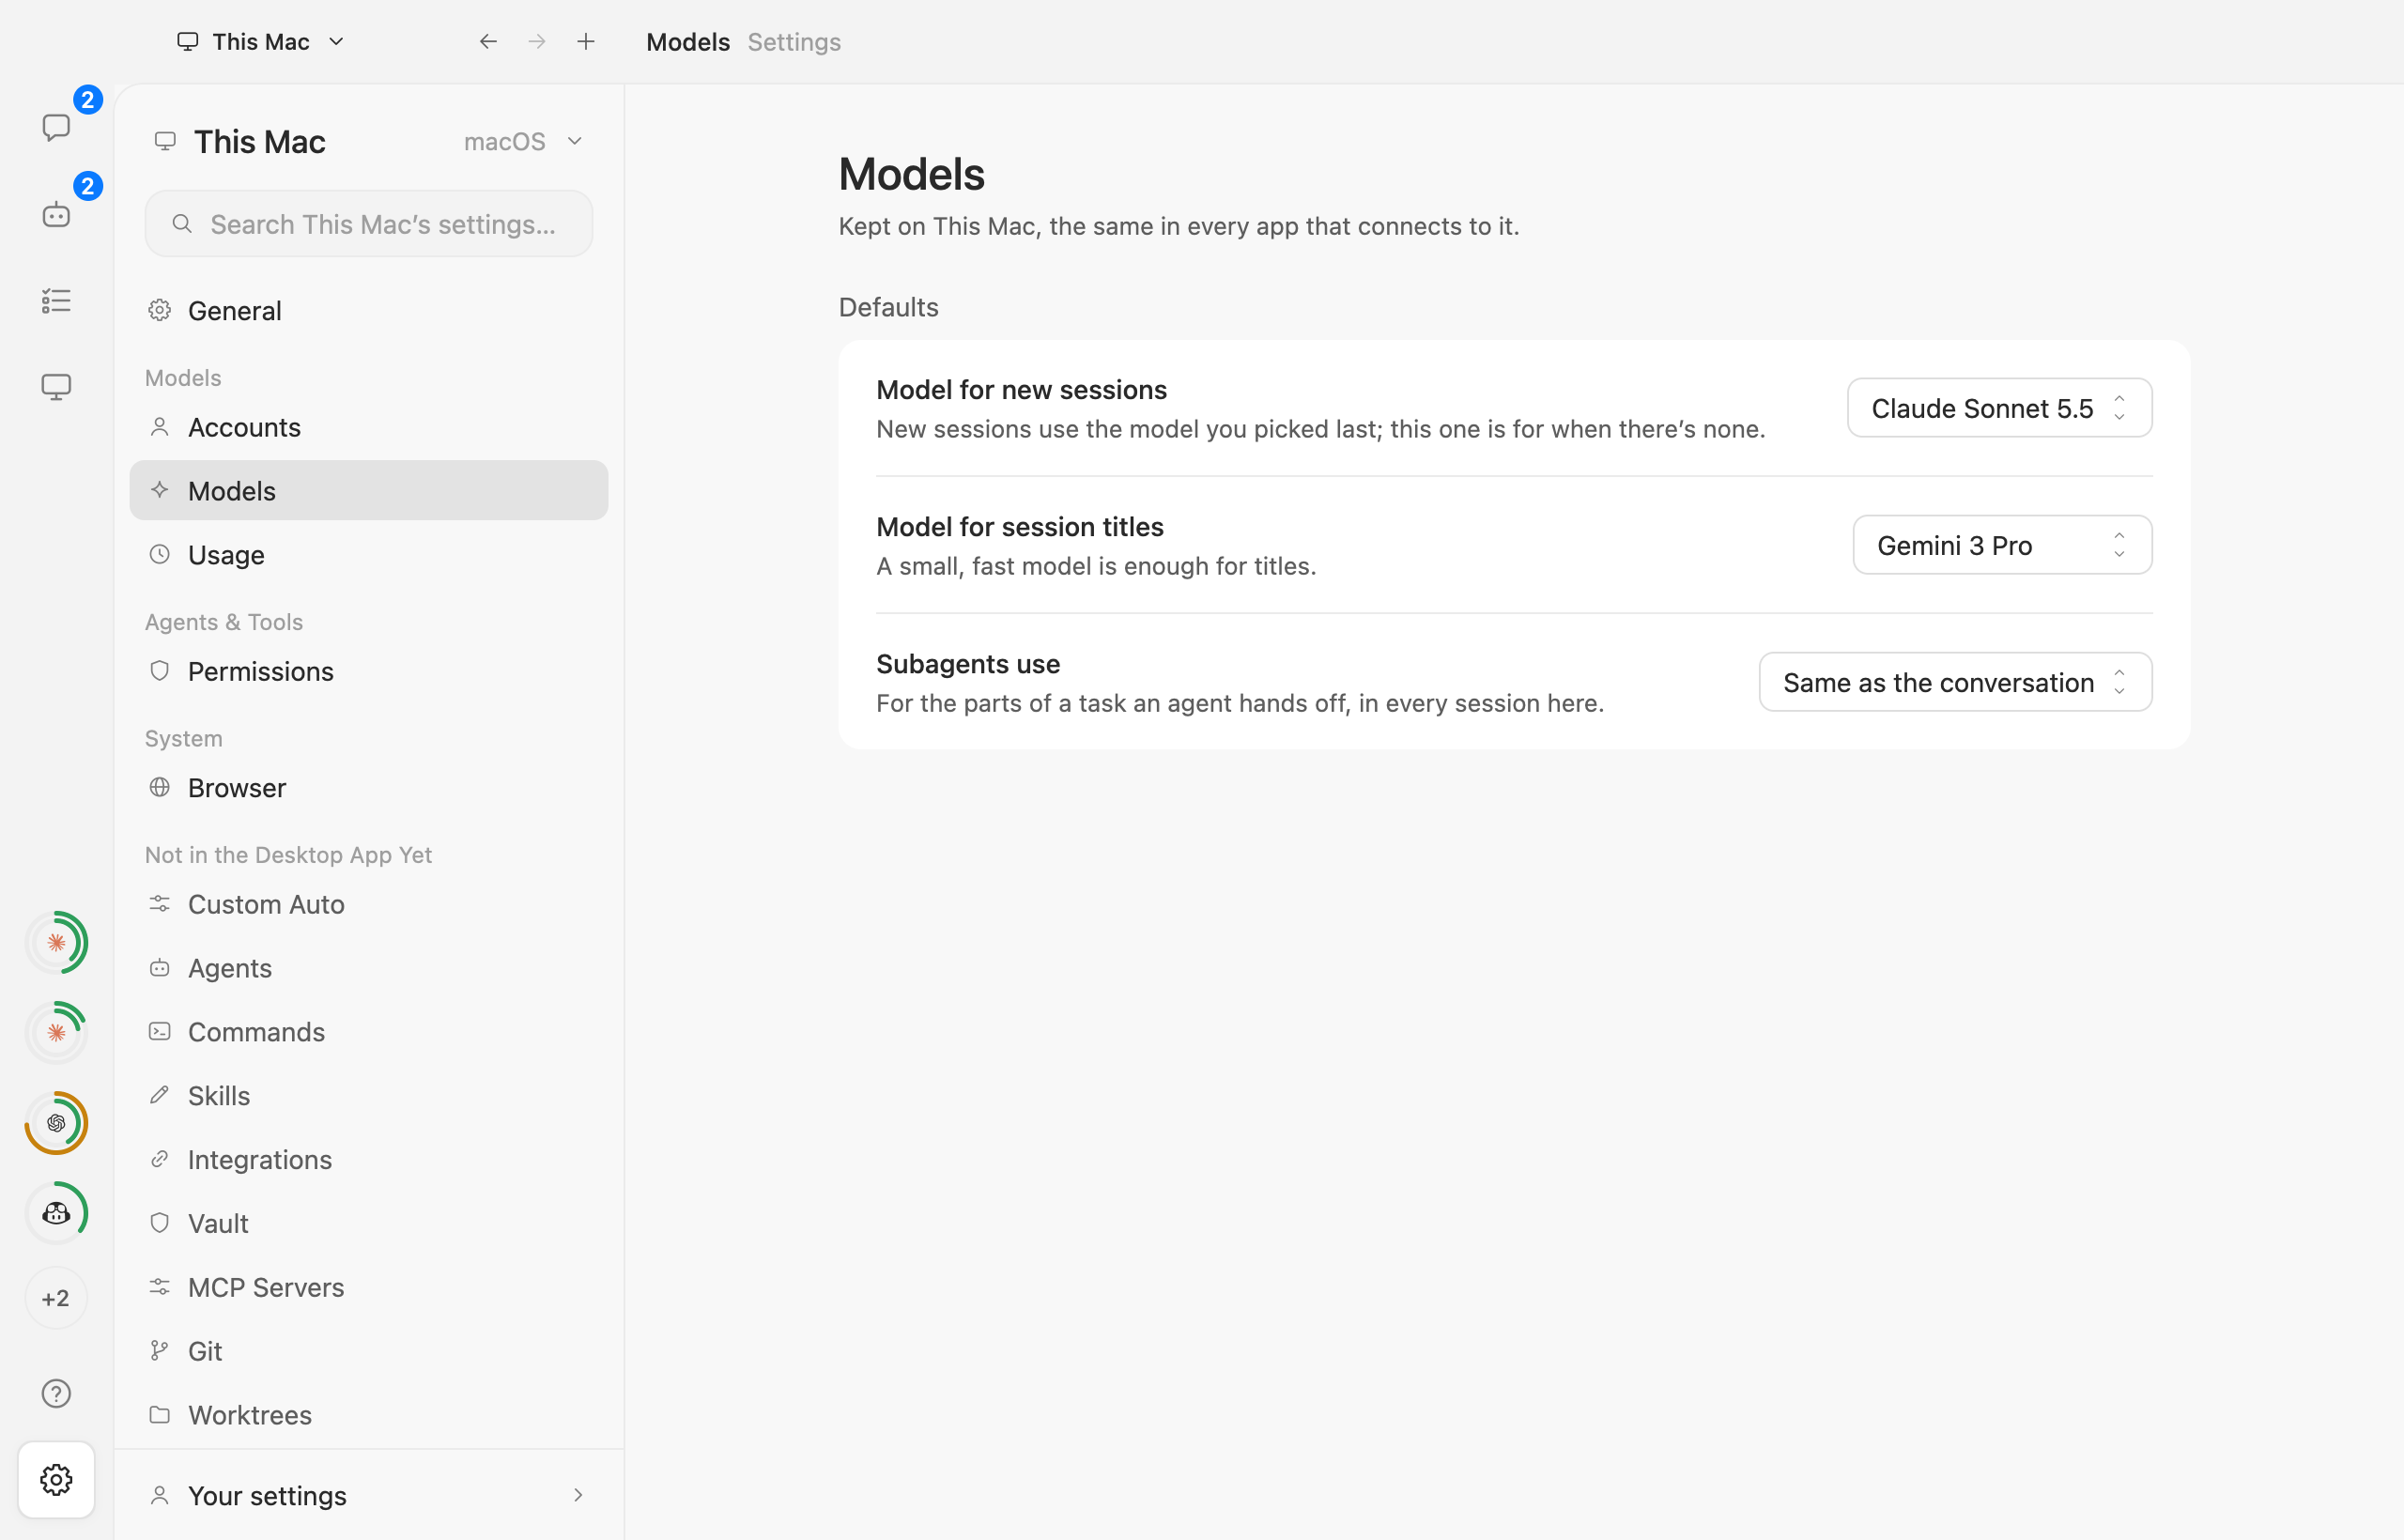 This Mac
Models Settings
2
2
This Mac macOS
Search This Mac’s settings...
General
Models
Accounts
Models
Usage
Agents & Tools
Permissions
System
Browser
Not in the Desktop App Yet
Custom Auto
Agents
Commands
Skills
Integrations
Vault
MCP Servers
Git
Worktrees
Your settings
+2
Models
Kept on This Mac, the same in every app that connects to it.
Defaults
Model for new sessions
New sessions use the model you picked last; this one is for when there’s none.
Claude Sonnet 5.5
Model for session titles
A small, fast model is enough for titles.
Gemini 3 Pro
Subagents use
For the parts of a task an agent hands off, in every session here.
Same as the conversation